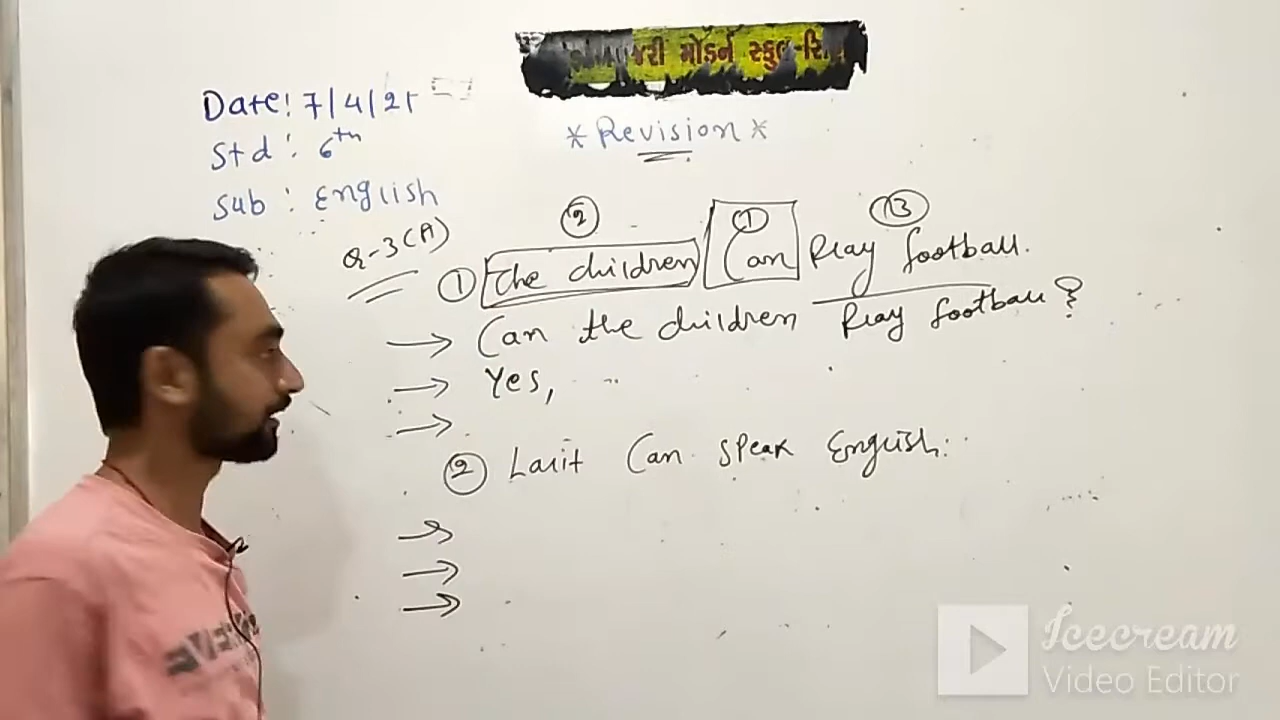 મોડર્ન સ્કુલ-
Date: 7/4/21
* Revision *
Std: 6th
Sub: English
Q-3(A)
② ① ③
① The children Can Play football.
→ Can the children Play football?
→ Yes,
→
② Lalit Can speak English.
→
→
→
Icecream
Video Editor